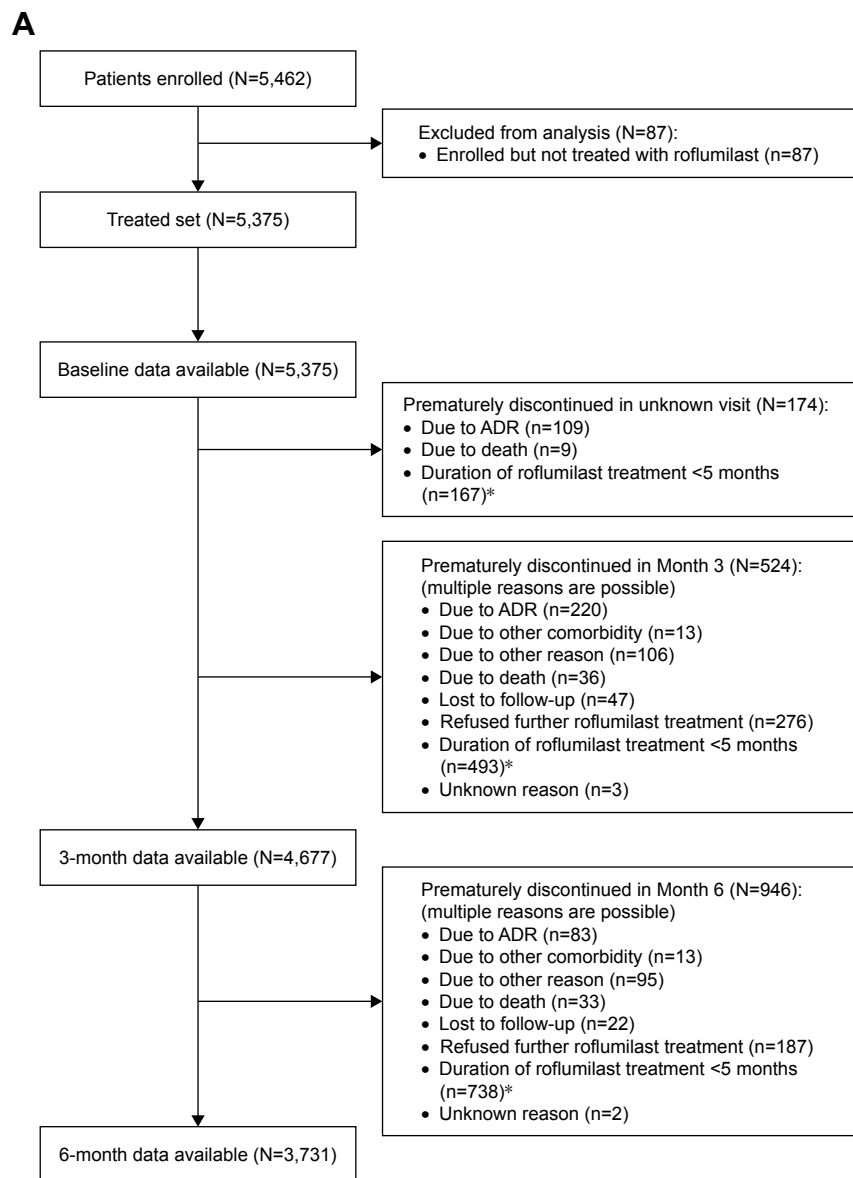 A
Patients enrolled (N=5,462)
Excluded from analysis (N=87):
• Enrolled but not treated with roflumilast (n=87)
Treated set (N=5,375)
Baseline data available (N=5,375)
Prematurely discontinued in unknown visit (N=174):
• Due to ADR (n=109)
• Due to death (n=9)
• Duration of roflumilast treatment <5 months
(n=167)*
Prematurely discontinued in Month 3 (N=524):
(multiple reasons are possible)
• Due to ADR (n=220)
• Due to other comorbidity (n=13)
• Due to other reason (n=106)
• Due to death (n=36)
• Lost to follow-up (n=47)
• Refused further roflumilast treatment (n=276)
• Duration of roflumilast treatment <5 months
(n=493)*
• Unknown reason (n=3)
3-month data available (N=4,677)
Prematurely discontinued in Month 6 (N=946):
(multiple reasons are possible)
• Due to ADR (n=83)
• Due to other comorbidity (n=13)
• Due to other reason (n=95)
• Due to death (n=33)
• Lost to follow-up (n=22)
• Refused further roflumilast treatment (n=187)
• Duration of roflumilast treatment <5 months
(n=738)*
• Unknown reason (n=2)
6-month data available (N=3,731)